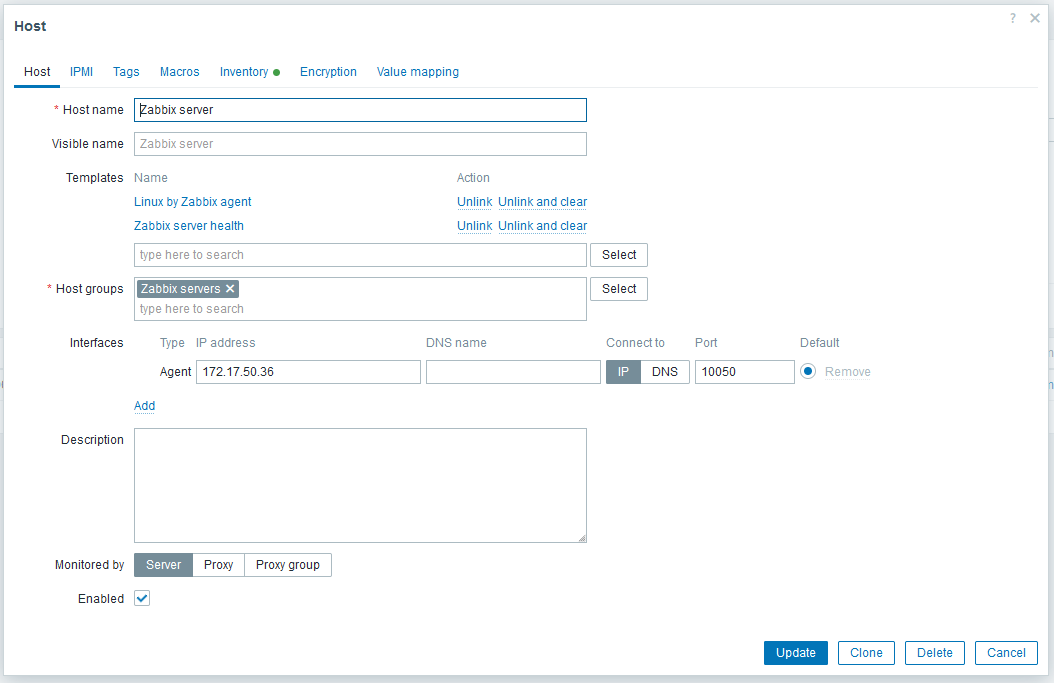 Host
?
Host IPMI Tags Macros Inventory Encryption Value mapping
* Host name Zabbix server
Visible name Zabbix server
Templates Name Action
Linux by Zabbix agent Unlink Unlink and clear
Zabbix server health Unlink Unlink and clear
type here to search Select
* Host groups Zabbix servers Select
type here to search
Interfaces Type IP address DNS name Connect to Port Default
Agent 172.17.50.36 IP DNS 10050 Remove
Add
Description
Monitored by Server Proxy Proxy group
Enabled
Update Clone Delete Cancel